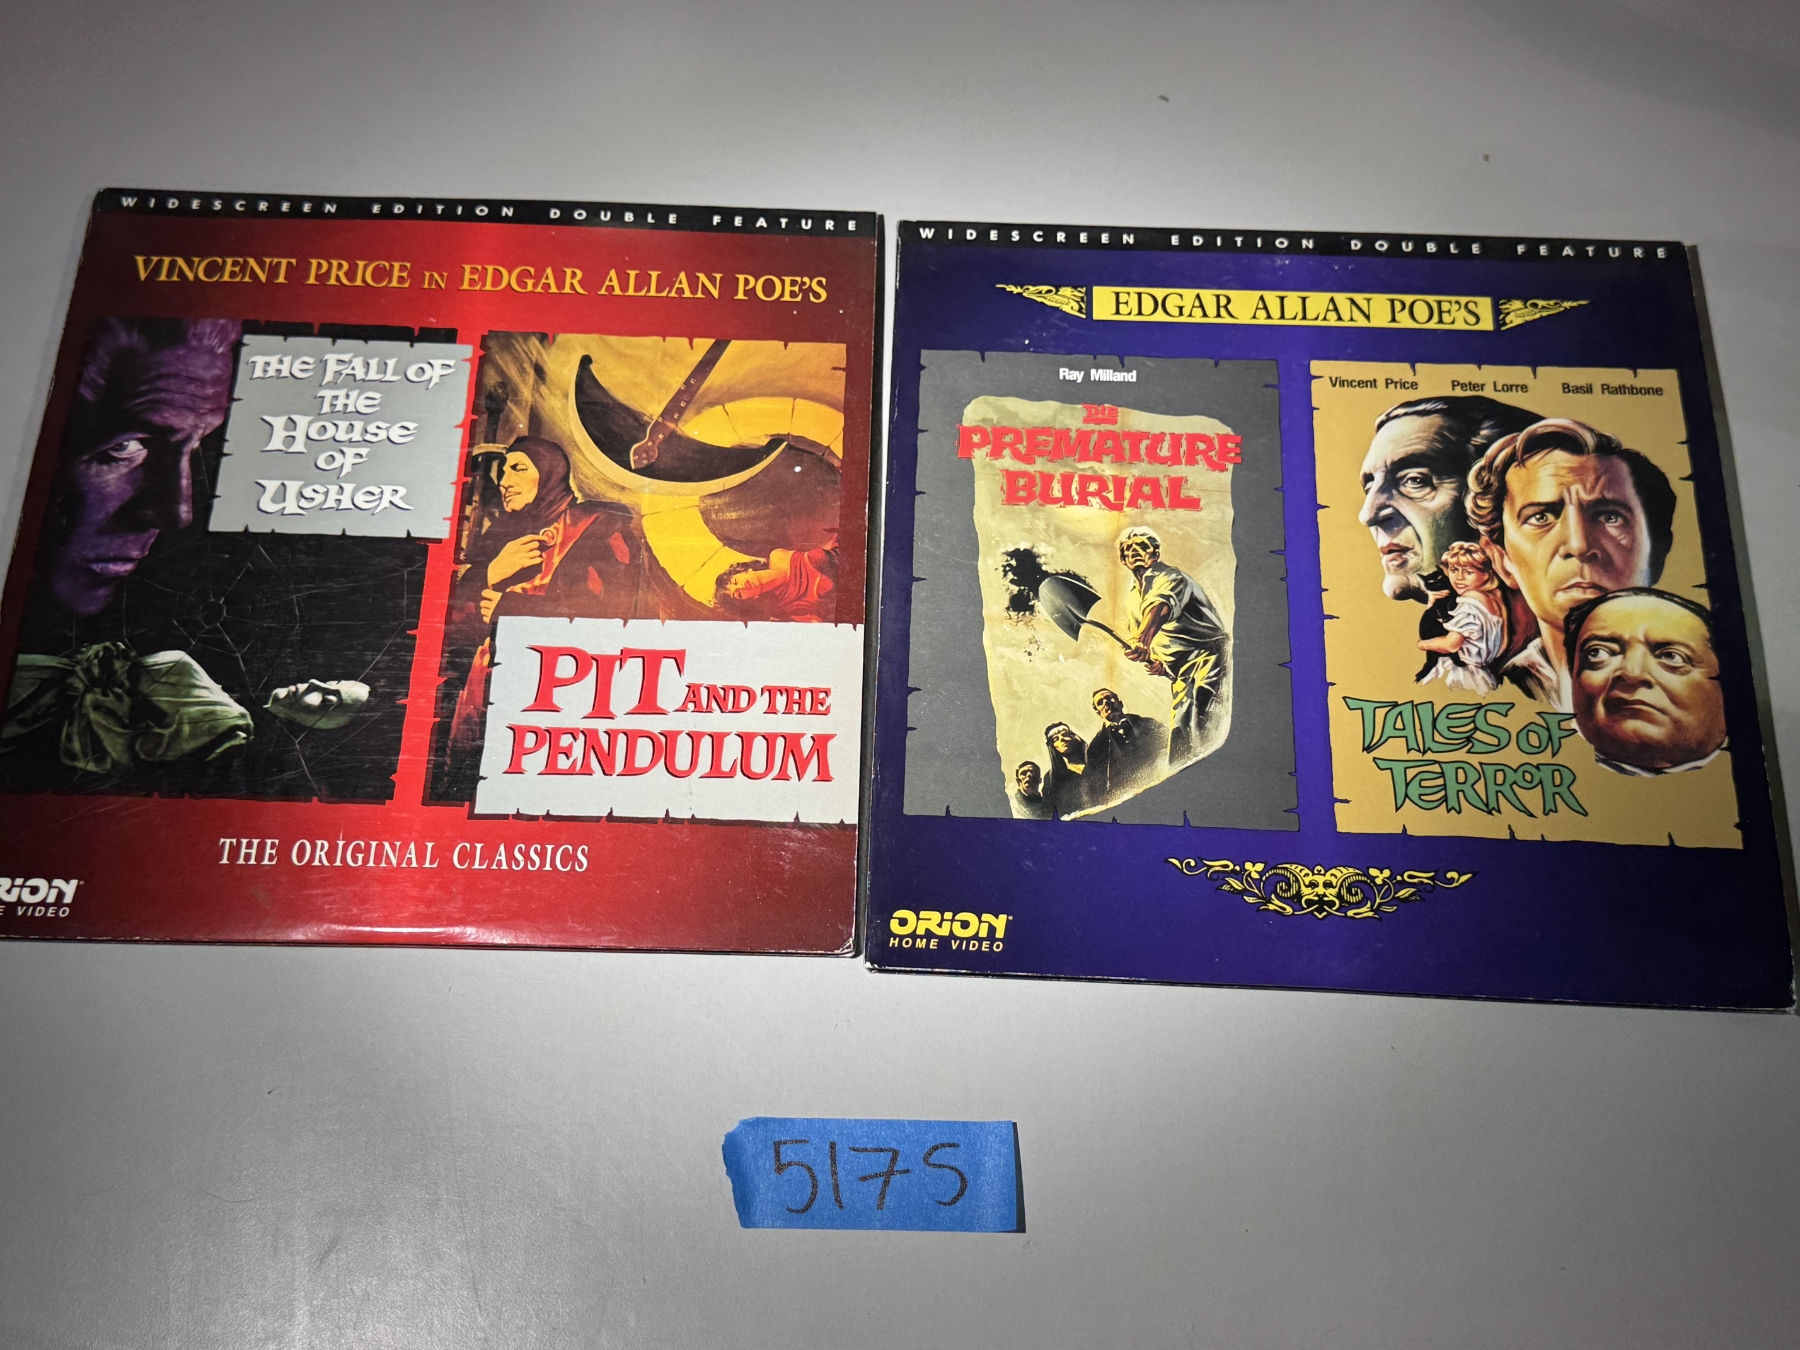 WIDESCREEN EDITION DOUBLE FEATURE
VINCENT PRICE IN EDGAR ALLAN POE'S
THE FALL OF
THE
HOUSE
OF
USHER
PIT AND THE
PENDULUM
THE ORIGINAL CLASSICS
RION
E VIDEO
WIDESCREEN EDITION DOUBLE FEATURE
EDGAR ALLAN POE'S
Ray Milland
THE
PREMATURE
BURIAL
Vincent Price Peter Lorre Basil Rathbone
TALES OF
TERROR
ORION®
HOME VIDEO
517S